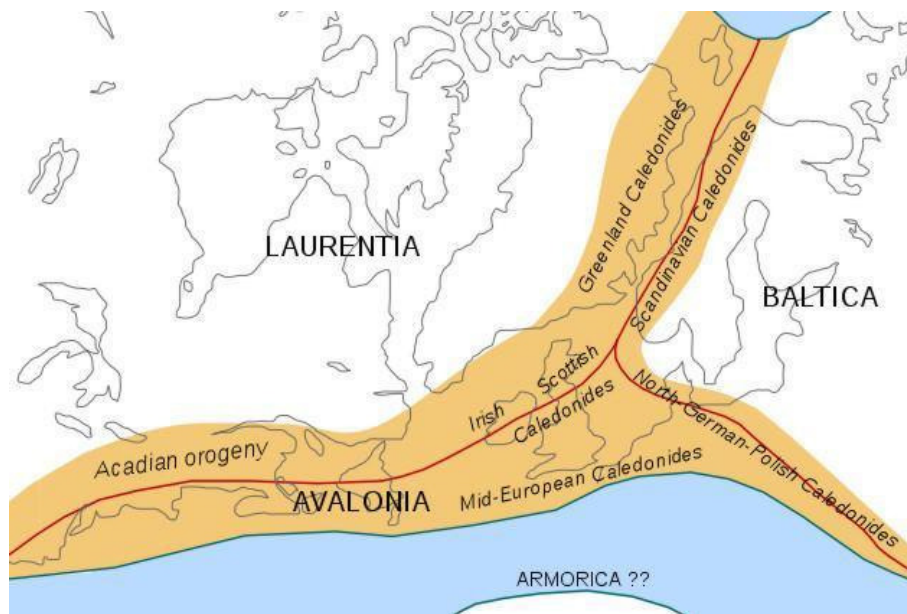 Greenland Caledonides
Scandinavian Caledonides
LAURENTIA
BALTICA
Irish
Scottish
Caledonides
North German-Polish Caledonides
Acadian orogeny
AVALONIA
Mid-European Caledonides
ARMORICA ??